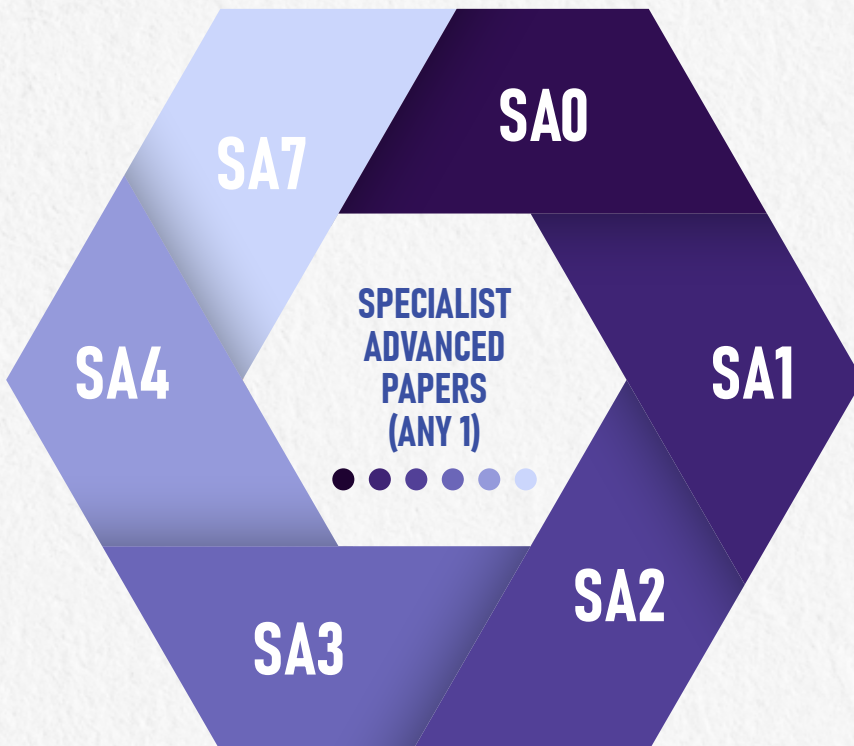 SA0
SA7
SPECIALIST
ADVANCED
PAPERS
(ANY 1)
SA4
SA1
SA2
SA3